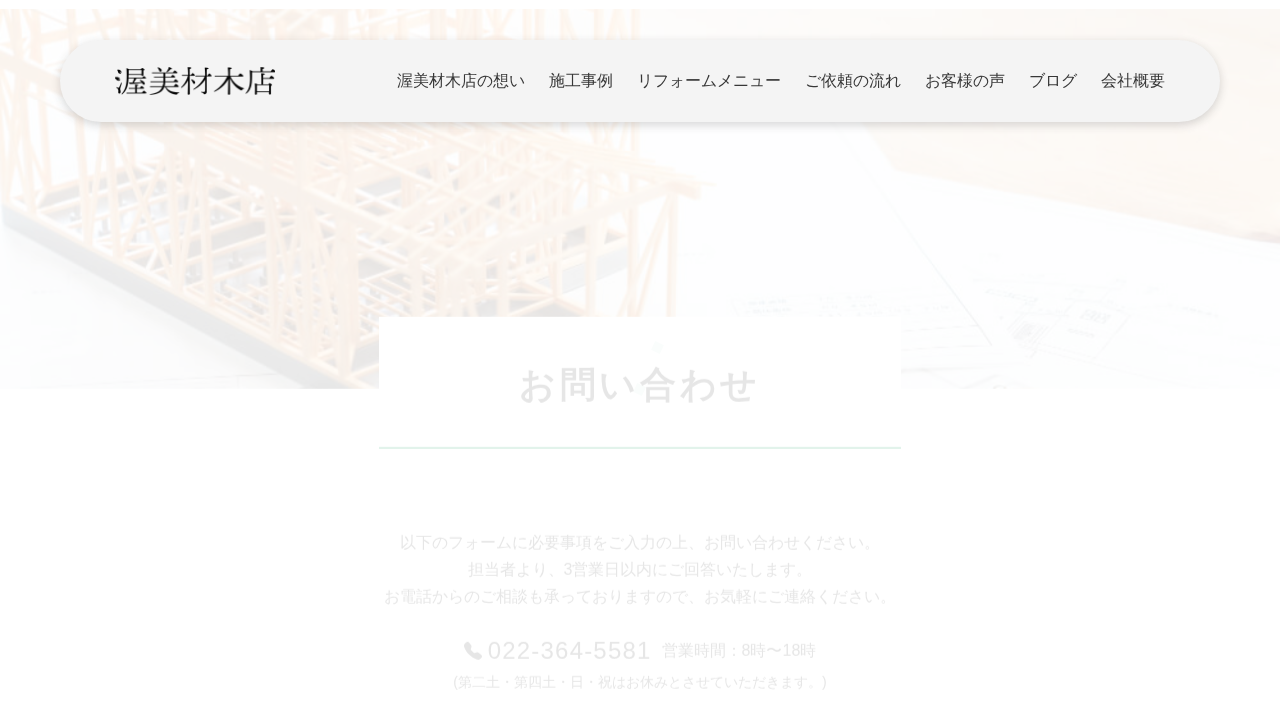 渥美材木店
渥美材木店の想い 施工事例 リフォームメニュー ご依頼の流れ お客様の声 ブログ 会社概要
お問い合わせ
以下のフォームに必要事項をご入力の上、お問い合わせください。
担当者より、3営業日以内にご回答いたします。
お電話からのご相談も承っておりますので、お気軽にご連絡ください。
022-364-5581 営業時間：8時〜18時
(第二土・第四土・日・祝はお休みとさせていただきます。)